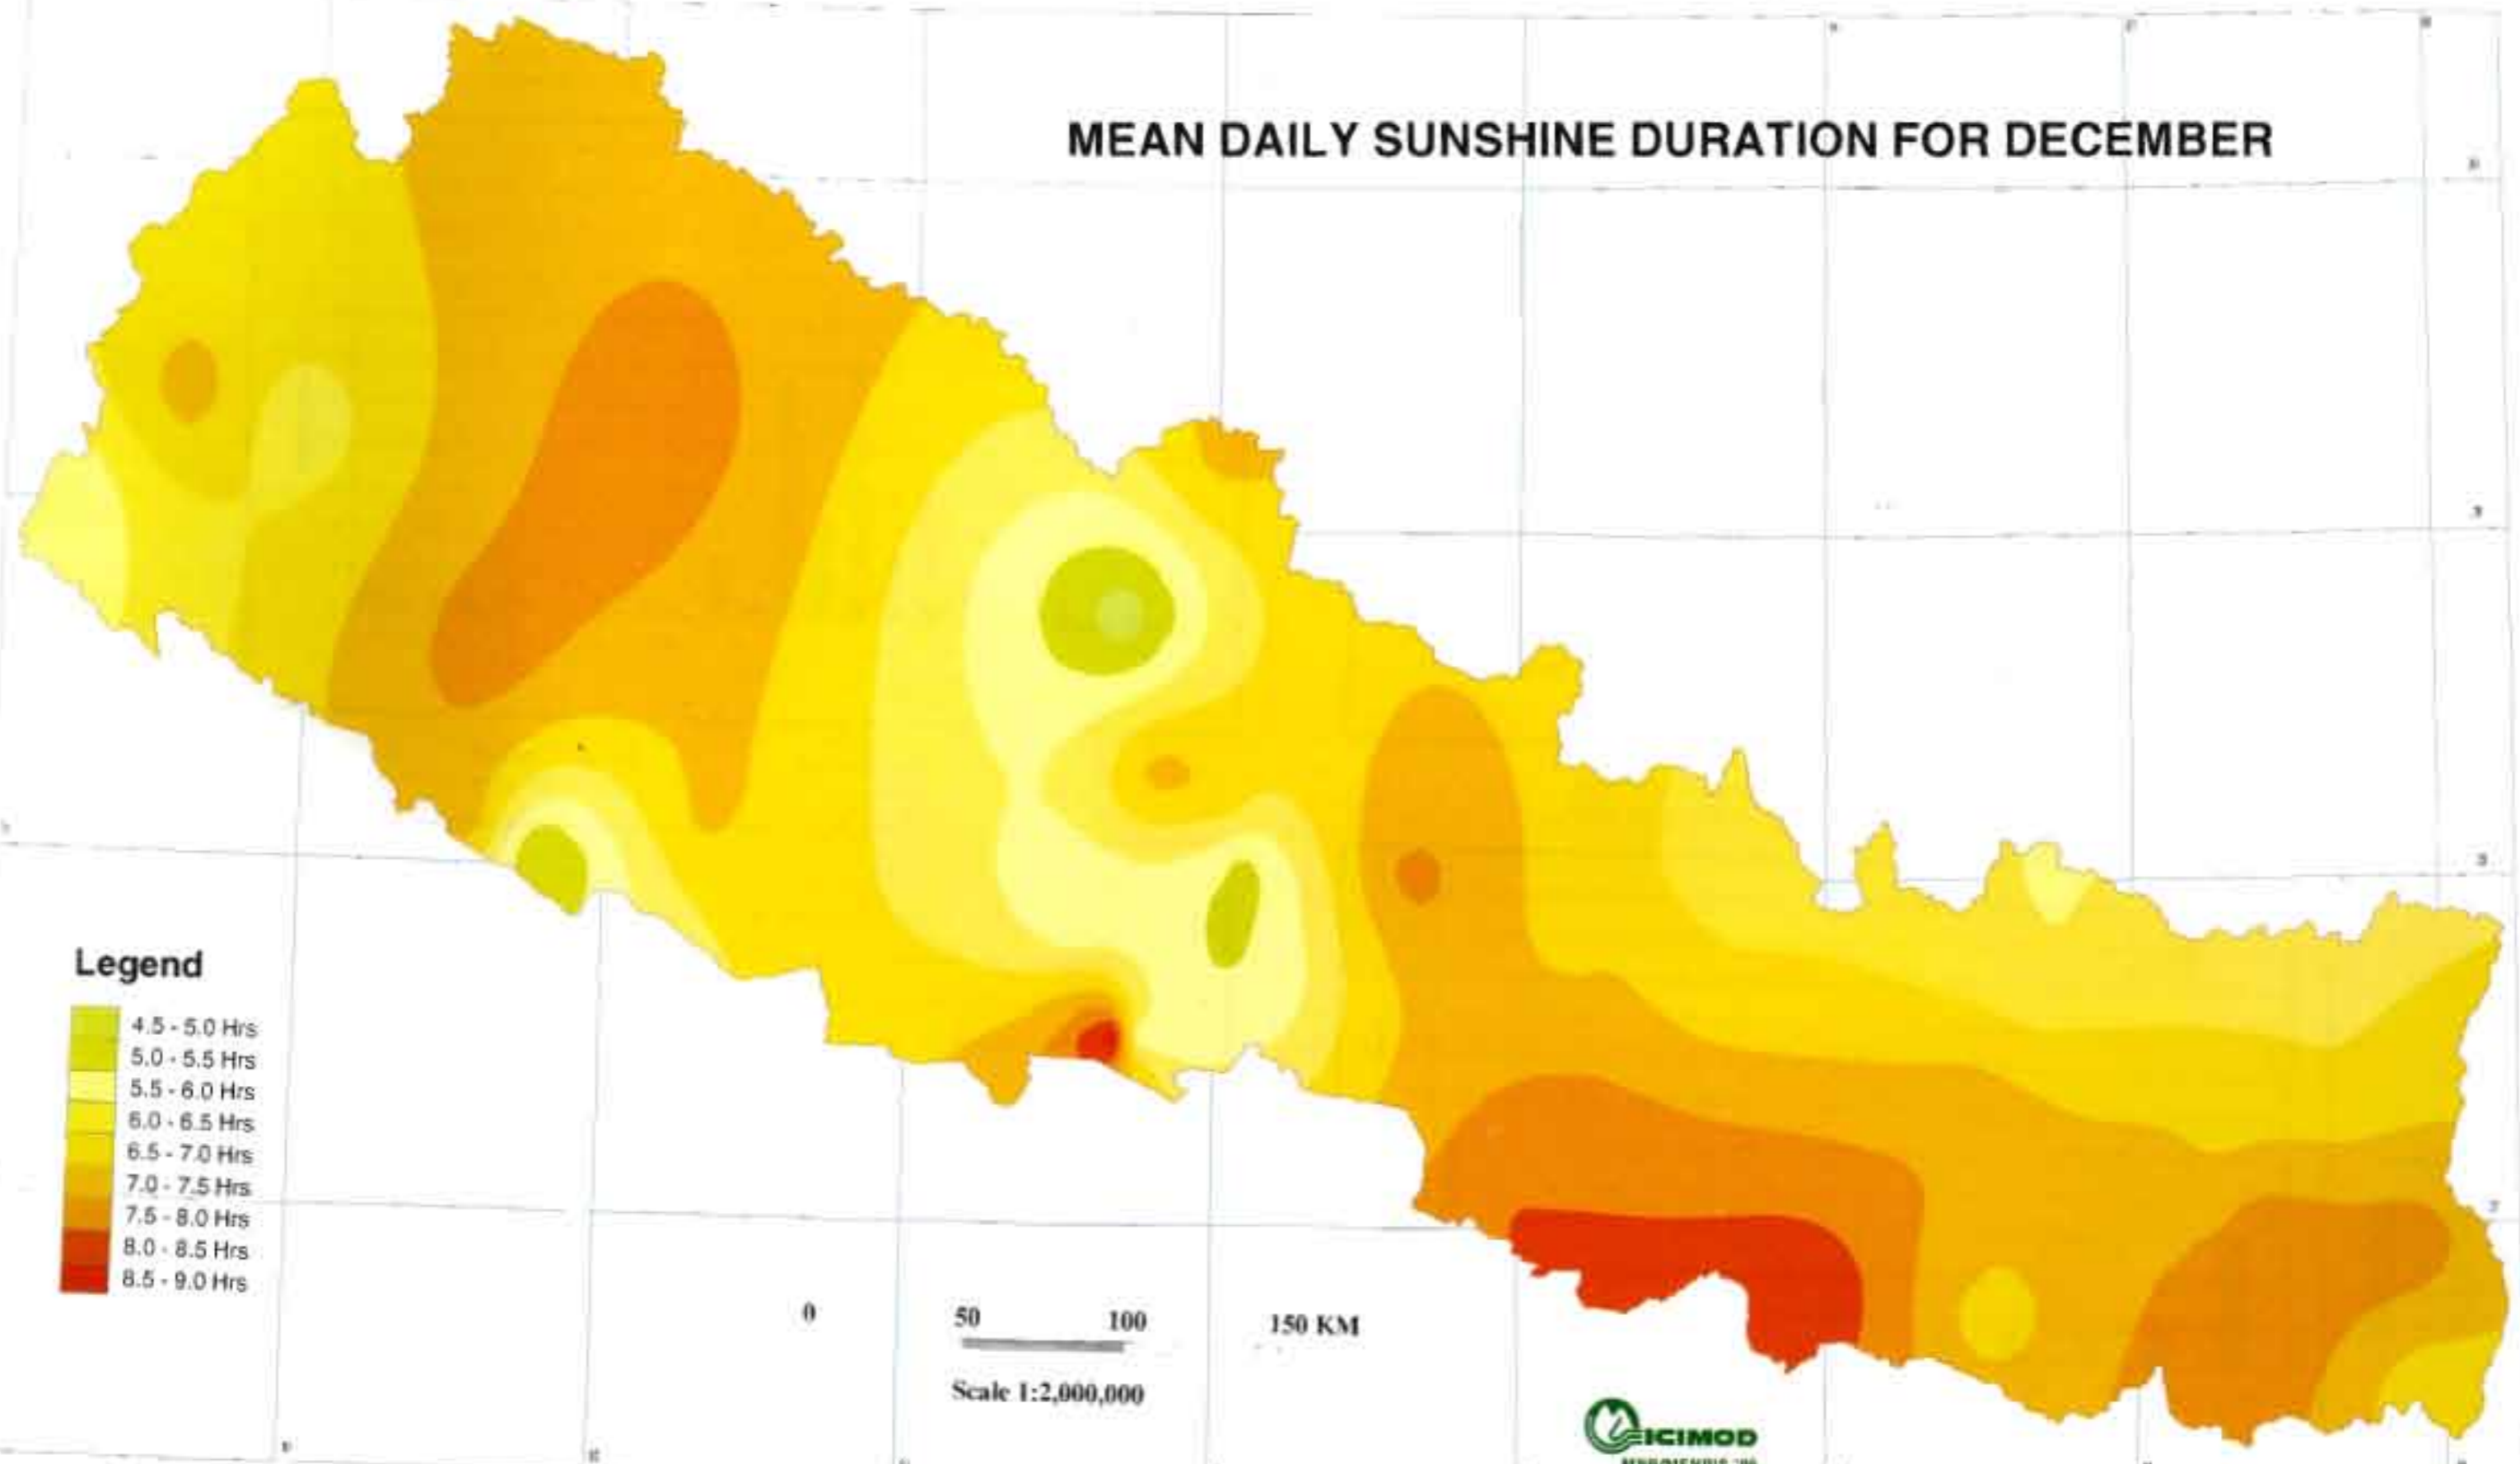 MEAN DAILY SUNSHINE DURATION FOR DECEMBER
Legend
4.5 - 5.0 Hrs
5.0 - 5.5 Hrs
5.5 - 6.0 Hrs
6.0 - 6.5 Hrs
6.5 - 7.0 Hrs
7.0 - 7.5 Hrs
7.5 - 8.0 Hrs
8.0 - 8.5 Hrs
8.5 - 9.0 Hrs
0 50 100 150 KM
Scale 1:2,000,000
ICIMOD